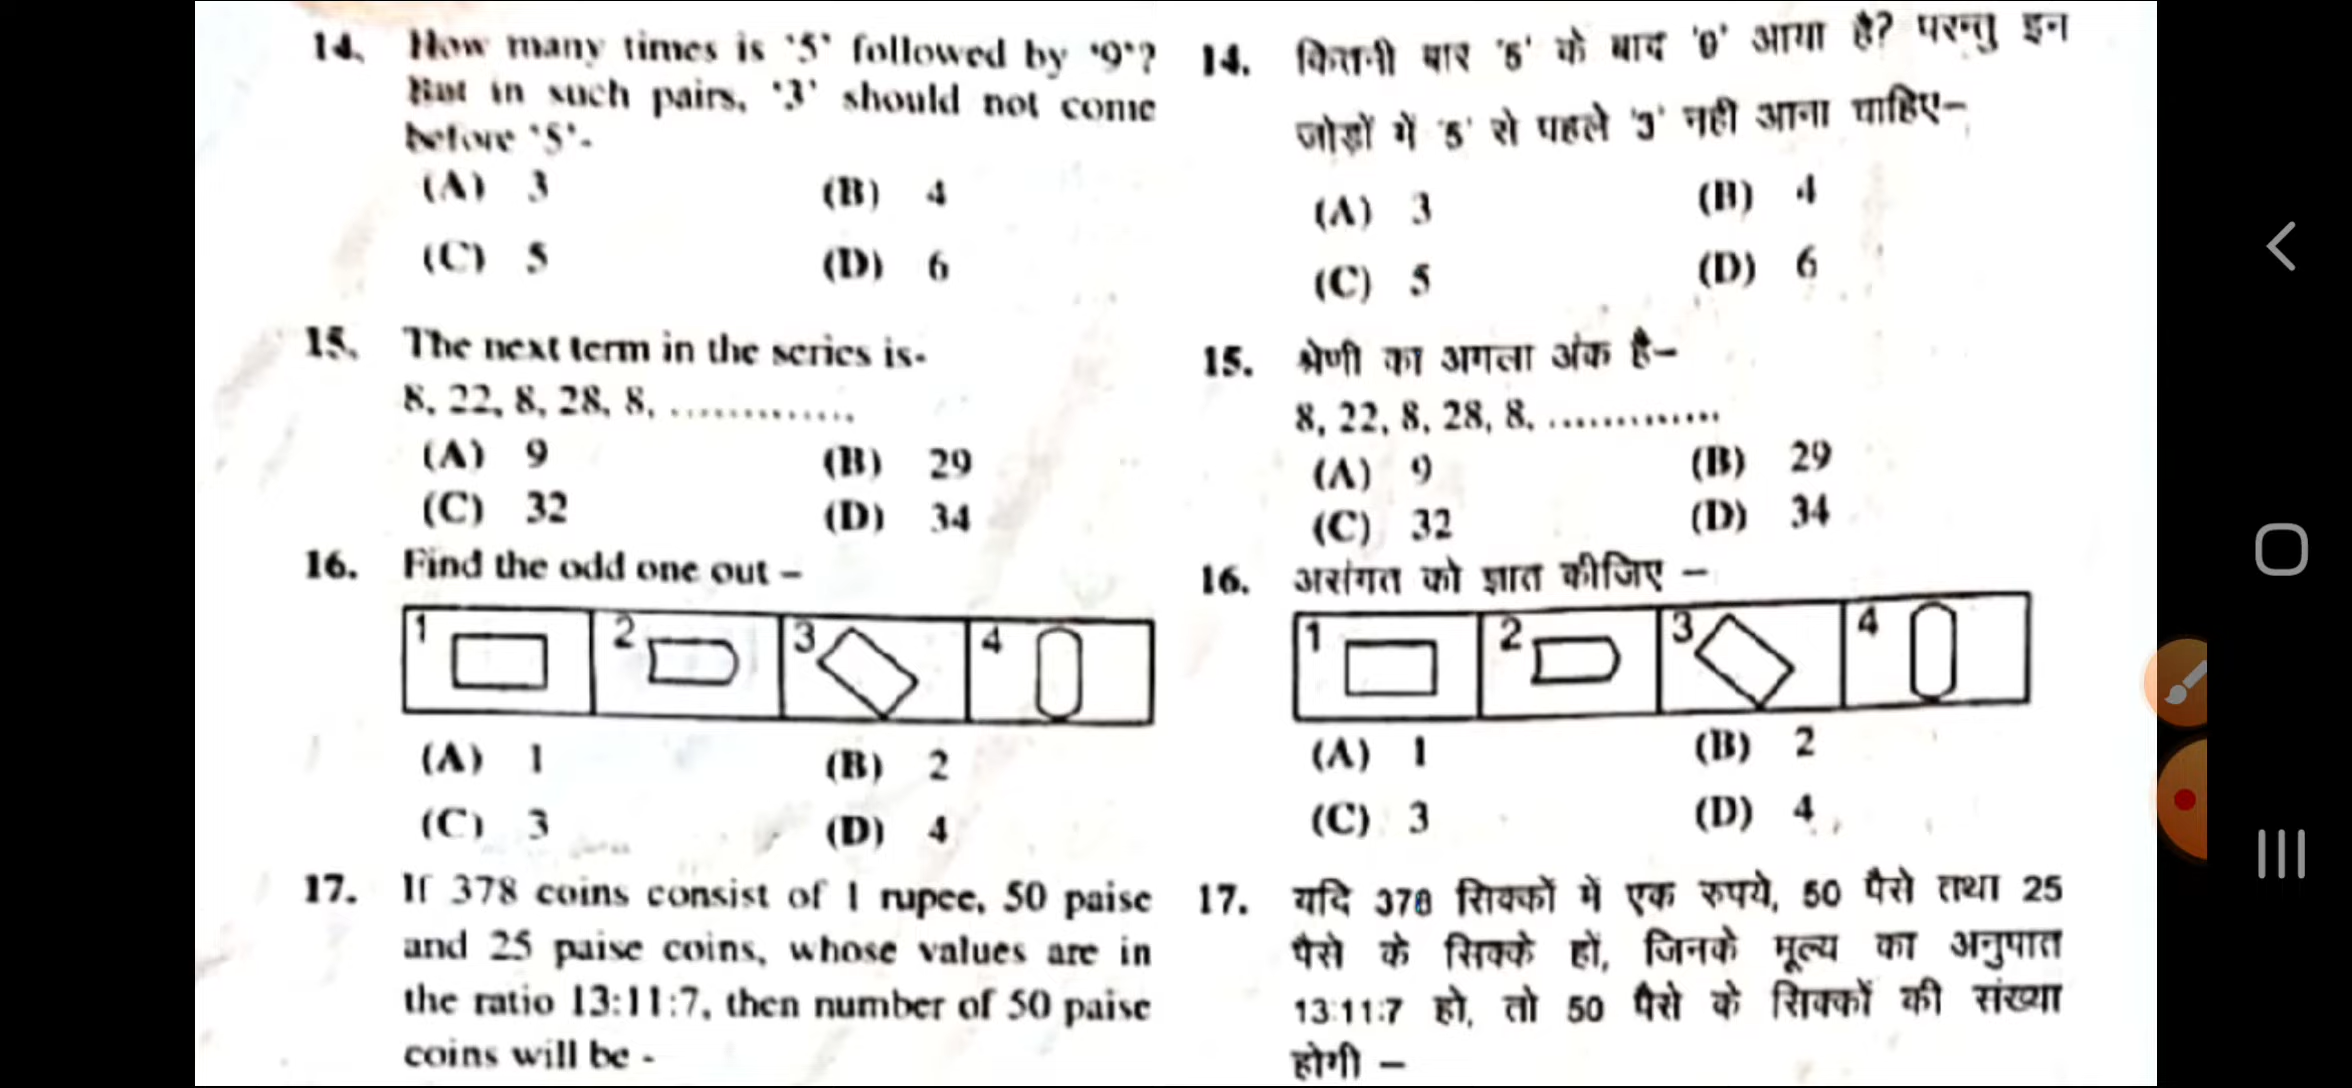 14. How many times is '5' followed by '9'?
But in such pairs, '3' should not come
before '5'-
(A) 3 (B) 4
(C) 5 (D) 6
15. The next term in the series is-
8, 22, 8, 28, 8, .............
(A) 9 (B) 29
(C) 32 (D) 34
16. Find the odd one out –
1 2 3 4
(A) 1 (B) 2
(C) 3 (D) 4
17. If 378 coins consist of 1 rupee, 50 paise
and 25 paise coins, whose values are in
the ratio 13:11:7, then number of 50 paise
coins will be -
14. कितनी बार '5' के बाद '9' आया है? परन्तु इन
जोड़ों में '5' से पहले '3' नही आना चाहिए–
(A) 3 (B) 4
(C) 5 (D) 6
15. श्रेणी का अगला अंक है–
8, 22, 8, 28, 8, .............
(A) 9 (B) 29
(C) 32 (D) 34
16. असंगत को ज्ञात कीजिए –
1 2 3 4
(A) 1 (B) 2
(C) 3 (D) 4
17. यदि 378 सिक्कों में एक रुपये, 50 पैसे तथा 25
पैसे के सिक्के हों, जिनके मूल्य का अनुपात
13:11:7 हो, तो 50 पैसे के सिक्कों की संख्या
होगी –